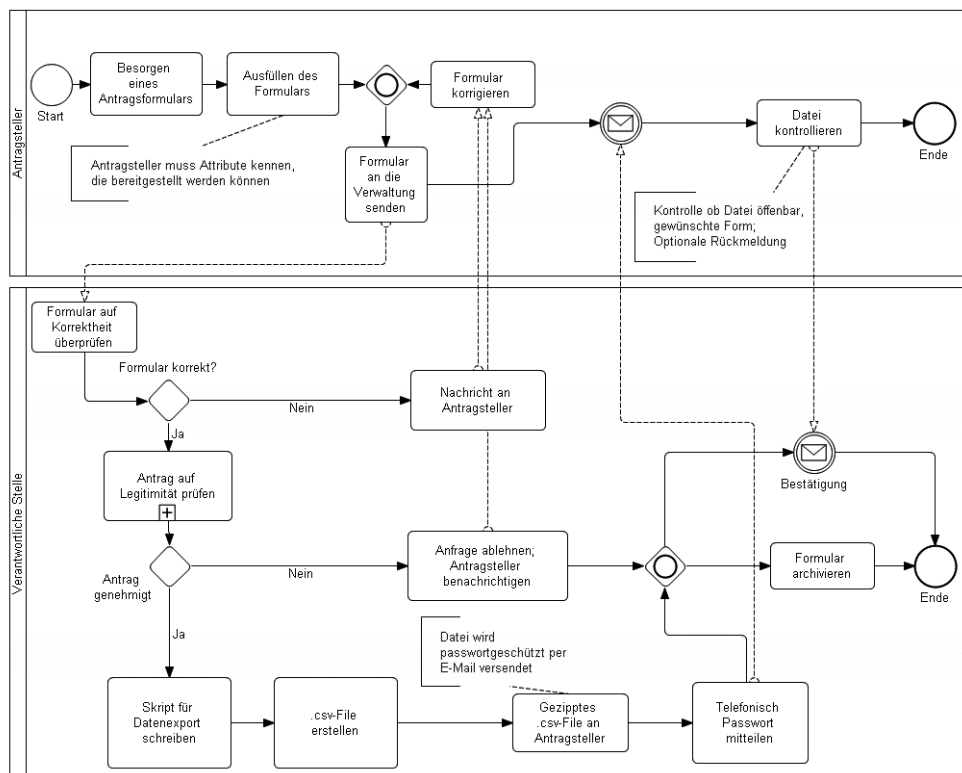 Antragsteller
Start
Besorgen
eines
Antragsformulars
Ausfüllen des
Formulars
Formular
korrigieren
Antragsteller muss Attribute kennen,
die bereitgestellt werden können
Formular
an die
Verwaltung
senden
Datei
kontrollieren
Ende
Kontrolle ob Datei öffenbar,
gewünschte Form;
Optionale Rückmeldung
Verantwortliche Stelle
Formular auf
Korrektheit
überprüfen
Formular korrekt?
Nein
Nachricht an
Antragsteller
Ja
Antrag auf
Legitimität prüfen
Bestätigung
Antrag
genehmigt
Nein
Anfrage ablehnen;
Antragsteller
benachrichtigen
Formular
archivieren
Ende
Ja
Datei wird
passwortgeschützt per
E-Mail versendet
Skript für
Datenexport
schreiben
.csv-File
erstellen
Gezipptes
.csv-File an
Antragsteller
Telefonisch
Passwort
mitteilen